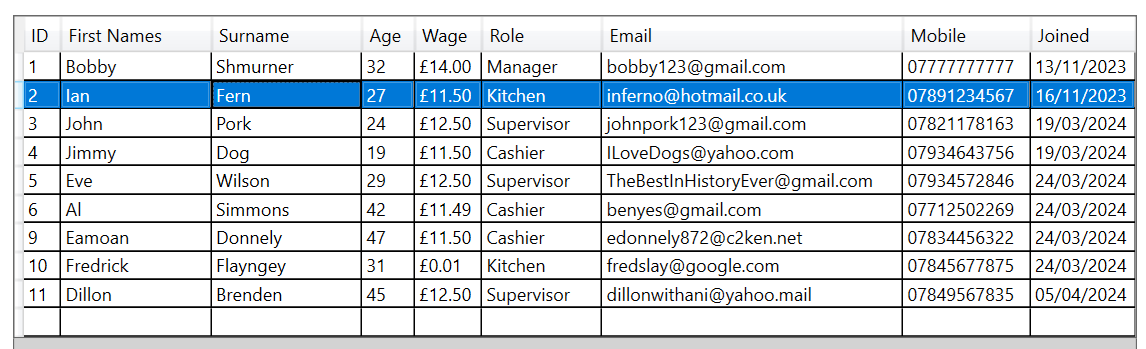 ID First Names Surname Age Wage Role Email Mobile Joined
1 Bobby Shmurner 32 £14.00 Manager bobby123@gmail.com 07777777777 13/11/2023
2 Ian Fern 27 £11.50 Kitchen inferno@hotmail.co.uk 07891234567 16/11/2023
3 John Pork 24 £12.50 Supervisor johnpork123@gmail.com 07821178163 19/03/2024
4 Jimmy Dog 19 £11.50 Cashier ILoveDogs@yahoo.com 07934643756 19/03/2024
5 Eve Wilson 29 £12.50 Supervisor TheBestInHistoryEver@gmail.com 07934572846 24/03/2024
6 Al Simmons 42 £11.49 Cashier benyes@gmail.com 07712502269 24/03/2024
9 Eamoan Donnely 47 £11.50 Cashier edonnely872@c2ken.net 07834456322 24/03/2024
10 Fredrick Flayngey 31 £0.01 Kitchen fredslay@google.com 07845677875 24/03/2024
11 Dillon Brenden 45 £12.50 Supervisor dillonwithani@yahoo.mail 07849567835 05/04/2024